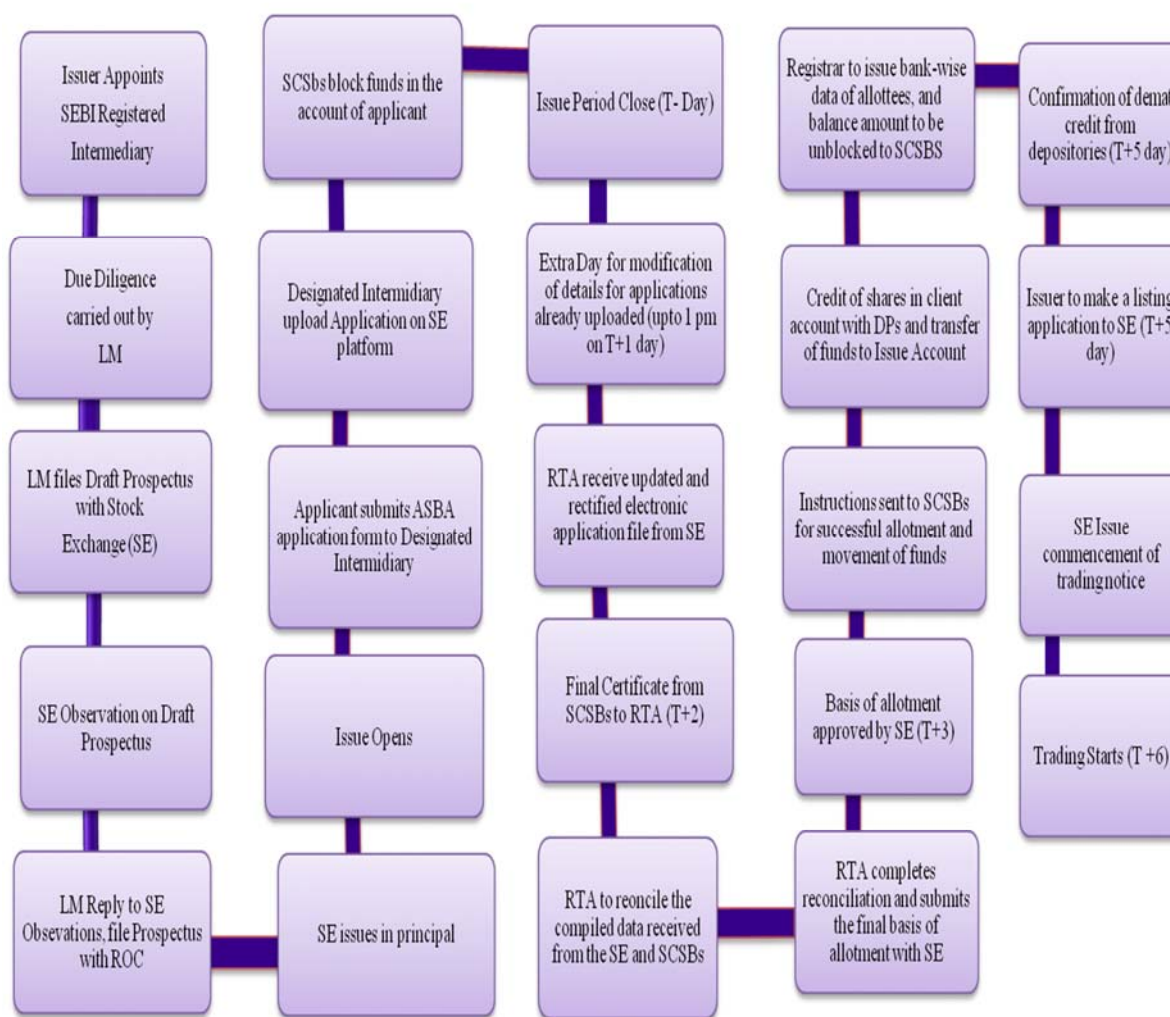 Issuer Appoints
SEBI Registered
Intermediary
Due Diligence
carried out by
LM
LM files Draft Prospectus
with Stock
Exchange (SE)
SE Observation on Draft
Prospectus
LM Reply to SE
Obsevations, file Prospectus
with ROC
SE issues in principal
Issue Opens
Applicant submits ASBA
application form to Designated
Intermidiary
Designated Intermidiary
upload Application on SE
platform
SCSbs block funds in the
account of applicant
Issue Period Close (T- Day)
Extra Day for modification
of details for applications
already uploaded (upto 1 pm
on T+1 day)
RTA receive updated and
rectified electronic
application file from SE
Final Certificate from
SCSBs to RTA (T+2)
RTA to reconcile the
compiled data received
from the SE and SCSBs
RTA completes
reconciliation and submits
the final basis of
allotment with SE
Basis of allotment
approved by SE (T+3)
Instructions sent to SCSBs
for successful allotment and
movement of funds
Credit of shares in client
account with DPs and transfer
of funds to Issue Account
Registrar to issue bank-wise
data of allottees, and
balance amount to be
unblocked to SCSBS
Confirmation of demat
credit from
depositories (T+5 day)
Issuer to make a listing
application to SE (T+5
day)
SE Issue
commencement of
trading notice
Trading Starts (T +6)